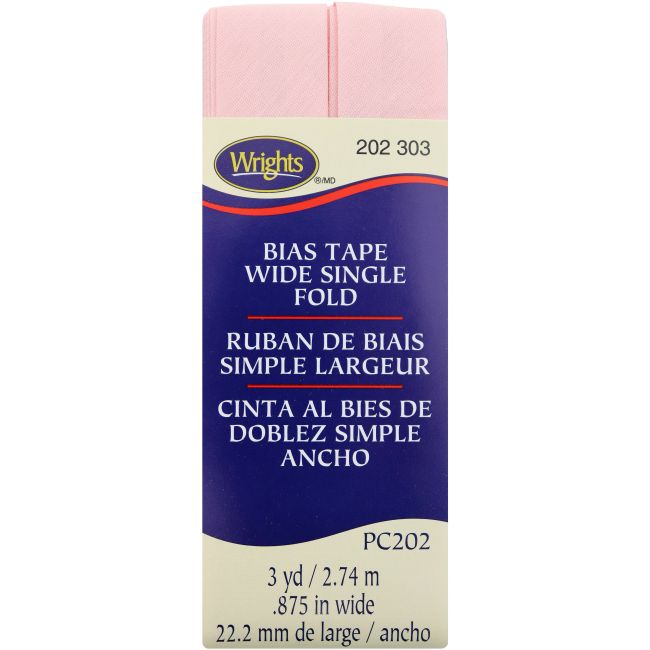 Wrights
®/MD
202 303
BIAS TAPE
WIDE SINGLE
FOLD
RUBAN DE BIAIS
SIMPLE LARGEUR
CINTA AL BIES DE
DOBLEZ SIMPLE
ANCHO
PC202
3 yd / 2.74 m
.875 in wide
22.2 mm de large / ancho